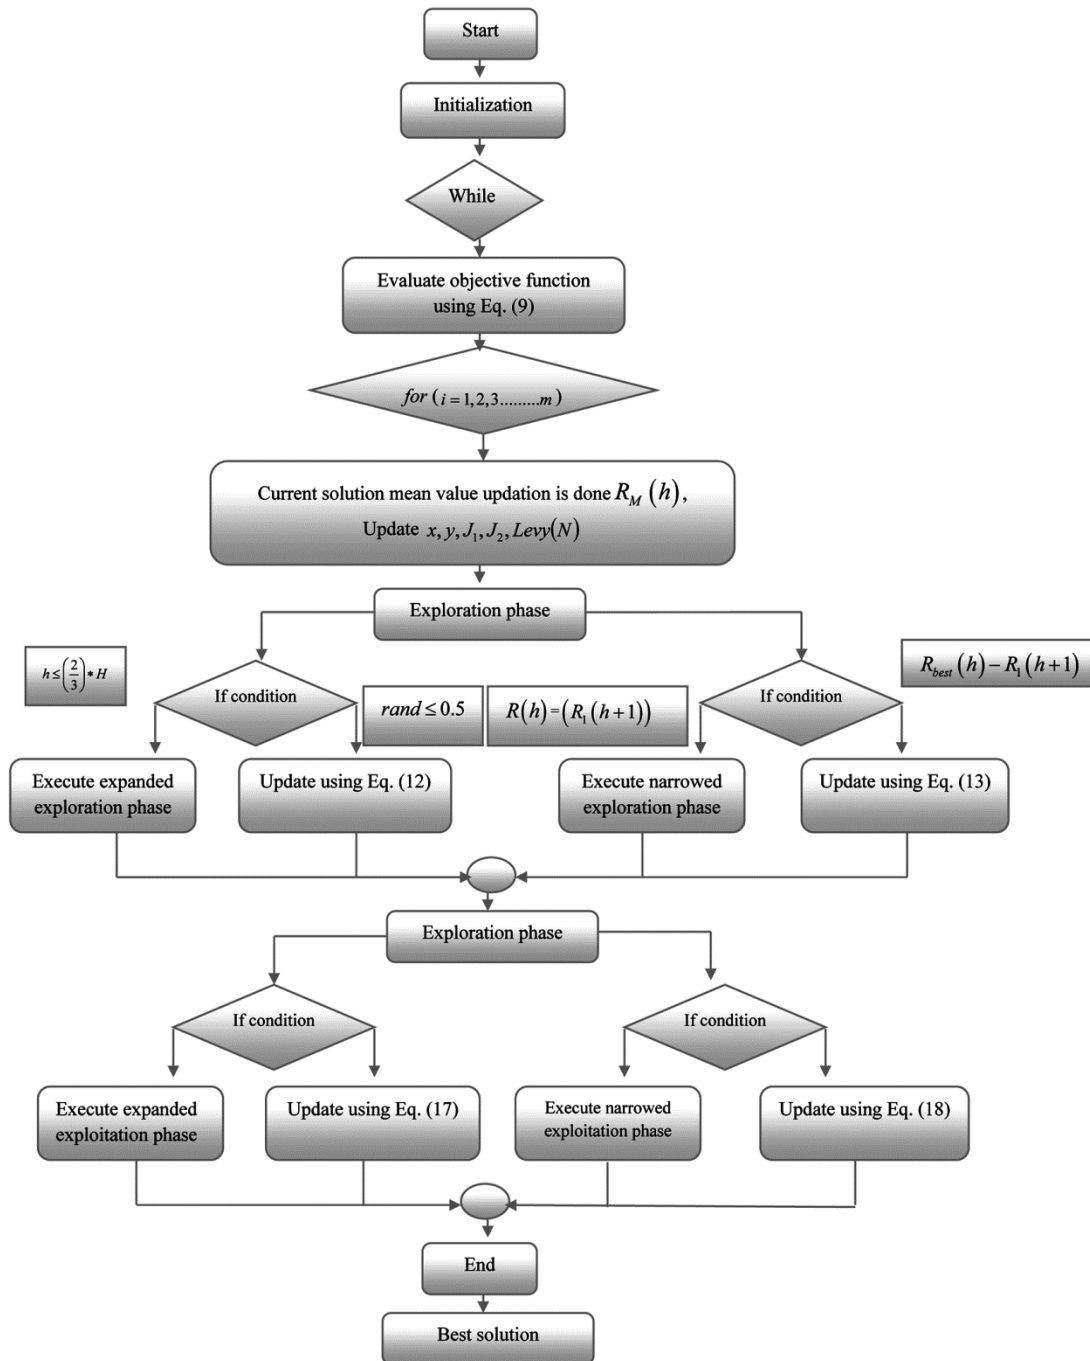 Start
Initialization
While
Evaluate objective function
using Eq. (9)
for (i = 1,2,3.........m)
Current solution mean value updation is done R_M (h),
Update x, y, J_1, J_2, Levy(N)
Exploration phase
h ≤ (2/3) * H
If condition
rand ≤ 0.5
R(h) = (R_1 (h+1))
If condition
R_best (h) − R_1 (h+1)
Execute expanded
exploration phase
Update using Eq. (12)
Execute narrowed
exploration phase
Update using Eq. (13)
Exploration phase
If condition
If condition
Execute expanded
exploitation phase
Update using Eq. (17)
Execute narrowed
exploitation phase
Update using Eq. (18)
End
Best solution